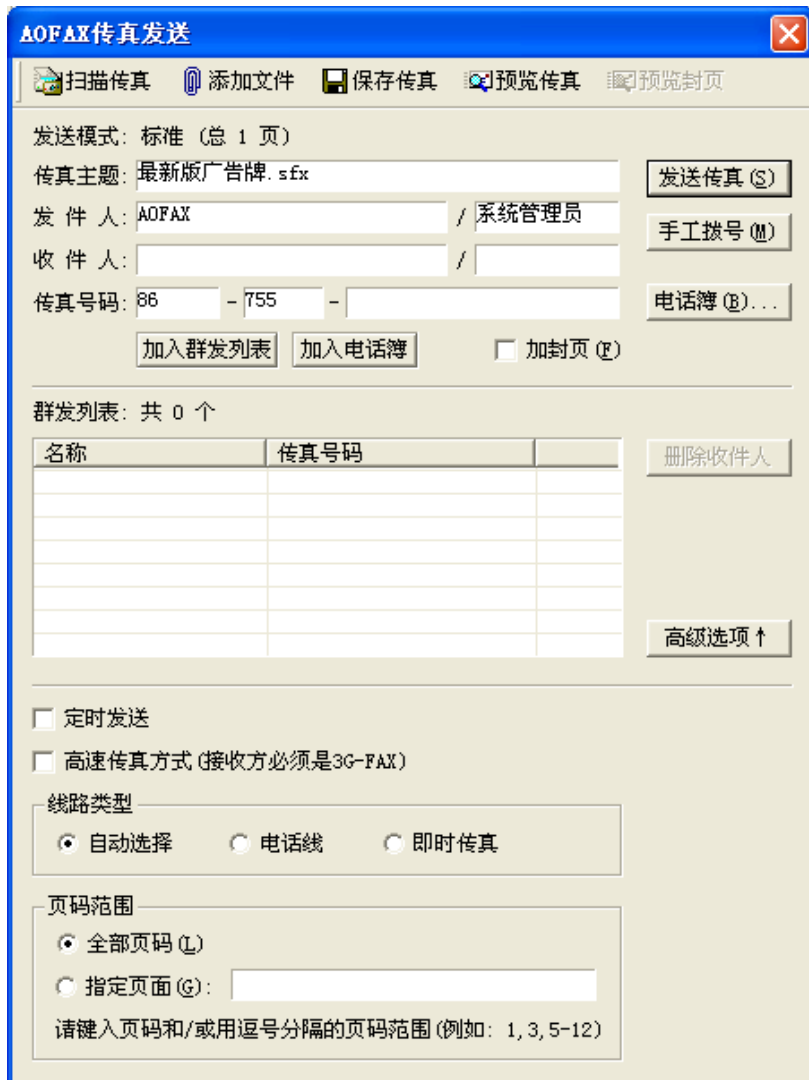 AOFAX传真发送
扫描传真 添加文件 保存传真 预览传真 预览封页
发送模式: 标准 (总 1 页)
传真主题: 最新版广告牌.sfx 发送传真(S)
发 件 人: AOFAX / 系统管理员
手工拨号(M)
收 件 人: /
传真号码: 86 - 755 - 电话簿(B)...
加入群发列表 加入电话簿 加封页(F)
群发列表: 共 0 个
名称 传真号码 删除收件人
高级选项↑
定时发送
高速传真方式(接收方必须是3G-FAX)
线路类型
自动选择 电话线 即时传真
页码范围
全部页码(L)
指定页面(G):
请键入页码和/或用逗号分隔的页码范围(例如: 1,3,5-12)